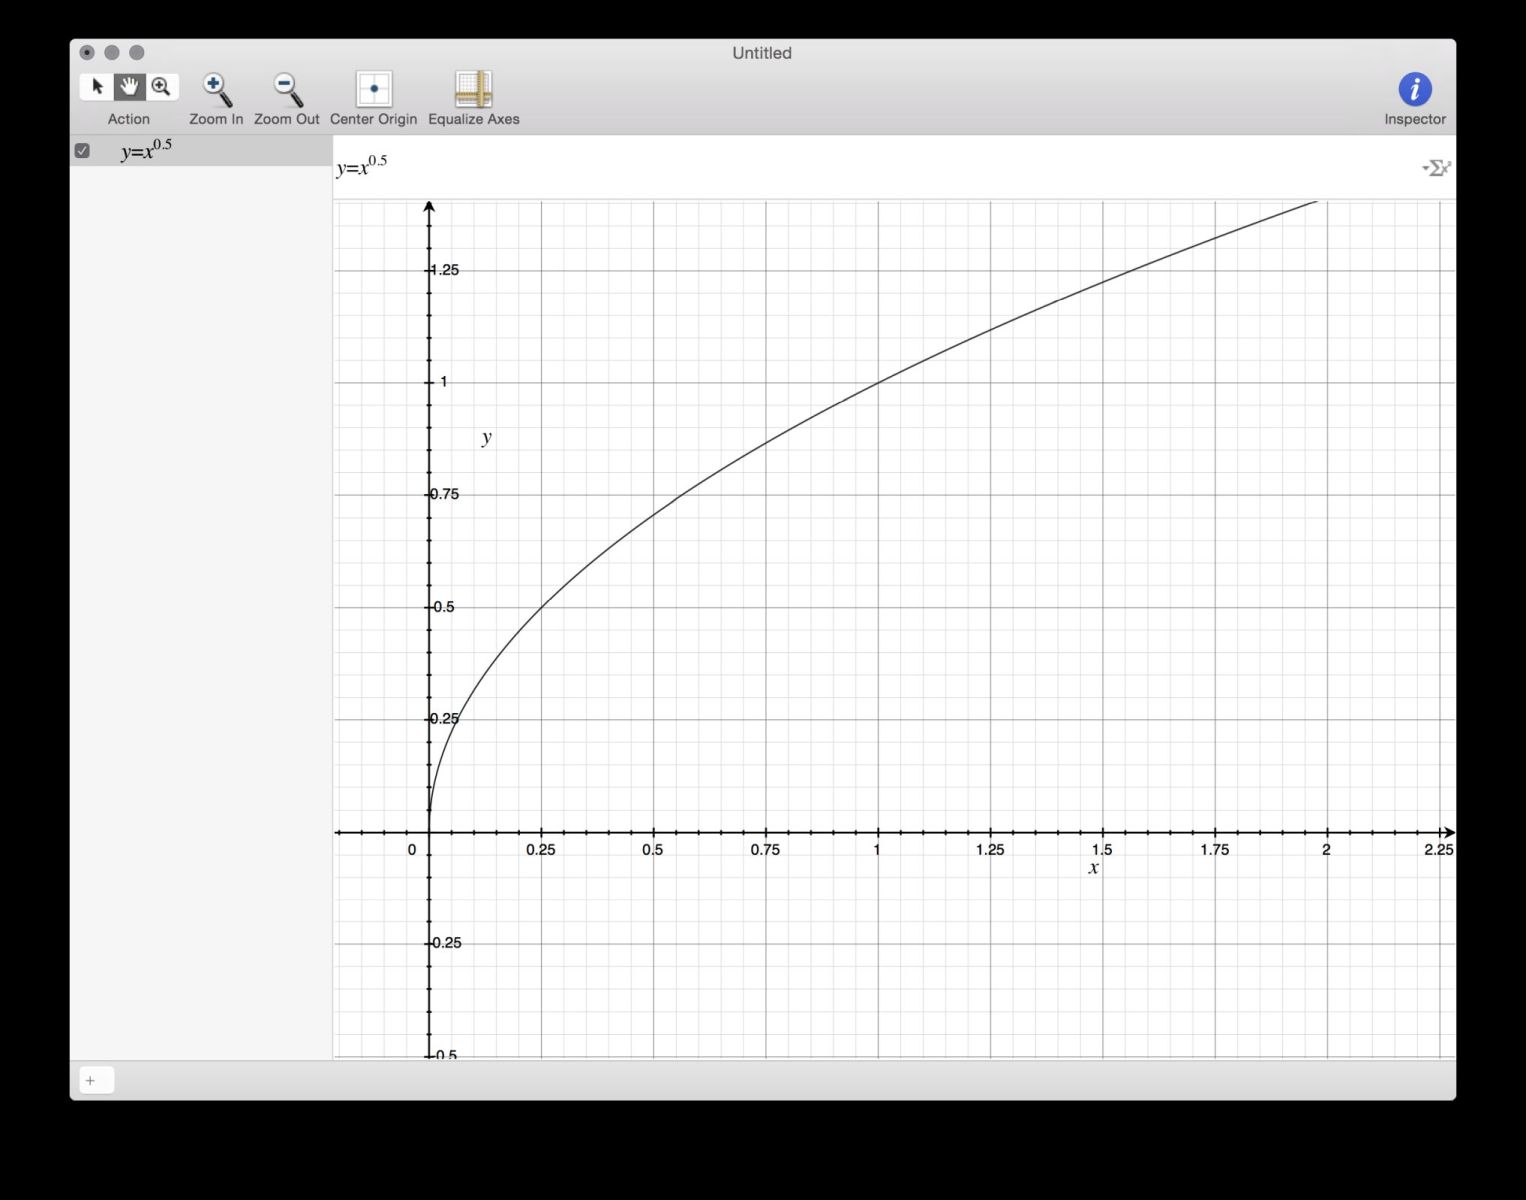 Untitled
Action Zoom In Zoom Out Center Origin Equalize Axes Inspector
y=x^0.5
y=x^0.5
1.25
1
y
0.75
0.5
0.25
0 0.25 0.5 0.75 1 1.25 1.5 1.75 2 2.25
x
-0.25
-0.5